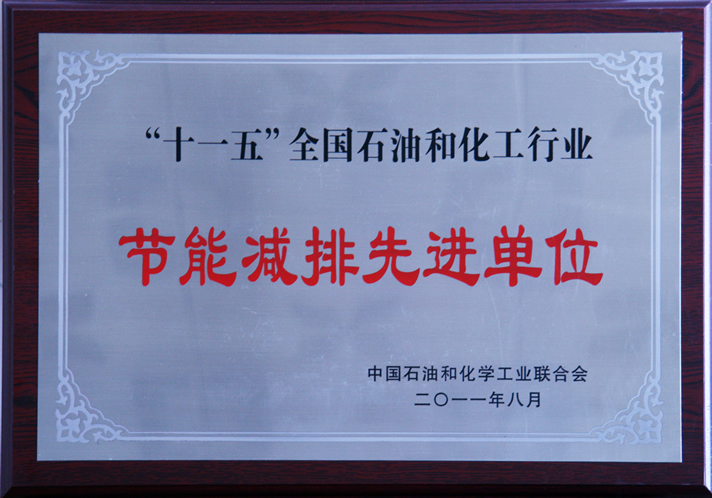 “十一五”全国石油和化工行业
节能减排先进单位
中国石油和化学工业联合会
二〇一一年八月